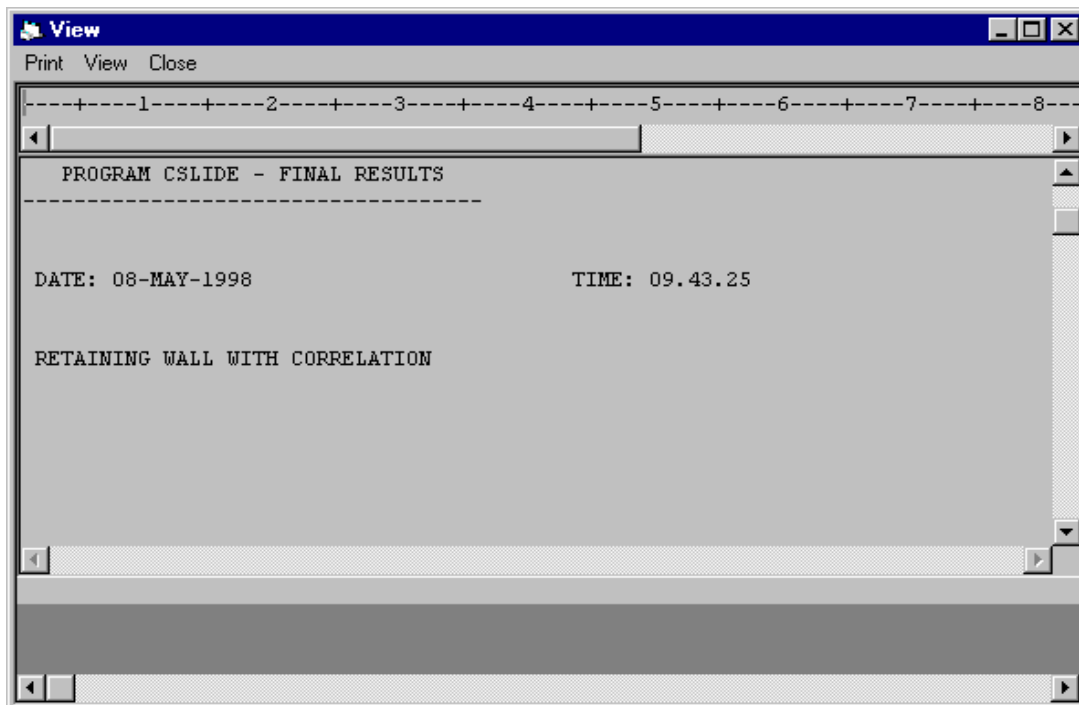 View
Print View Close
----+----1----+----2----+----3----+----4----+----5----+----6----+----7----+----8---
PROGRAM CSLIDE - FINAL RESULTS
------------------------------------
DATE: 08-MAY-1998 TIME: 09.43.25
RETAINING WALL WITH CORRELATION